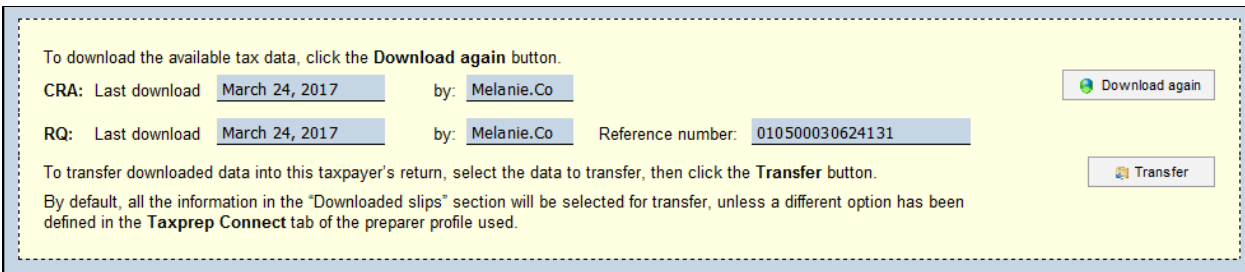 To download the available tax data, click the Download again button.
CRA: Last download March 24, 2017 by: Melanie.Co
Download again
RQ: Last download March 24, 2017 by: Melanie.Co Reference number: 010500030624131
To transfer downloaded data into this taxpayer's return, select the data to transfer, then click the Transfer button.
Transfer
By default, all the information in the “Downloaded slips” section will be selected for transfer, unless a different option has been
defined in the Taxprep Connect tab of the preparer profile used.